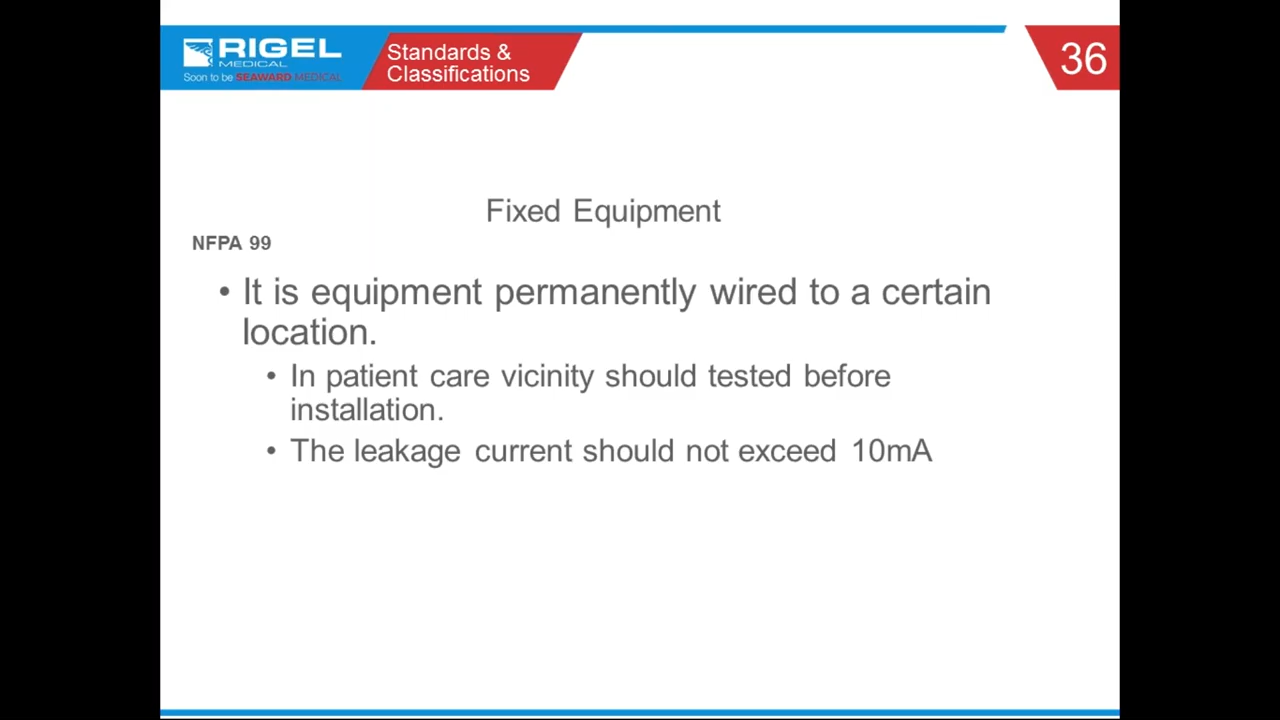 RIGEL
MEDICAL
Soon to be SEAWARD MEDICAL
Standards &
Classifications
36
Fixed Equipment
NFPA 99
• It is equipment permanently wired to a certain
location.
• In patient care vicinity should tested before
installation.
• The leakage current should not exceed 10mA